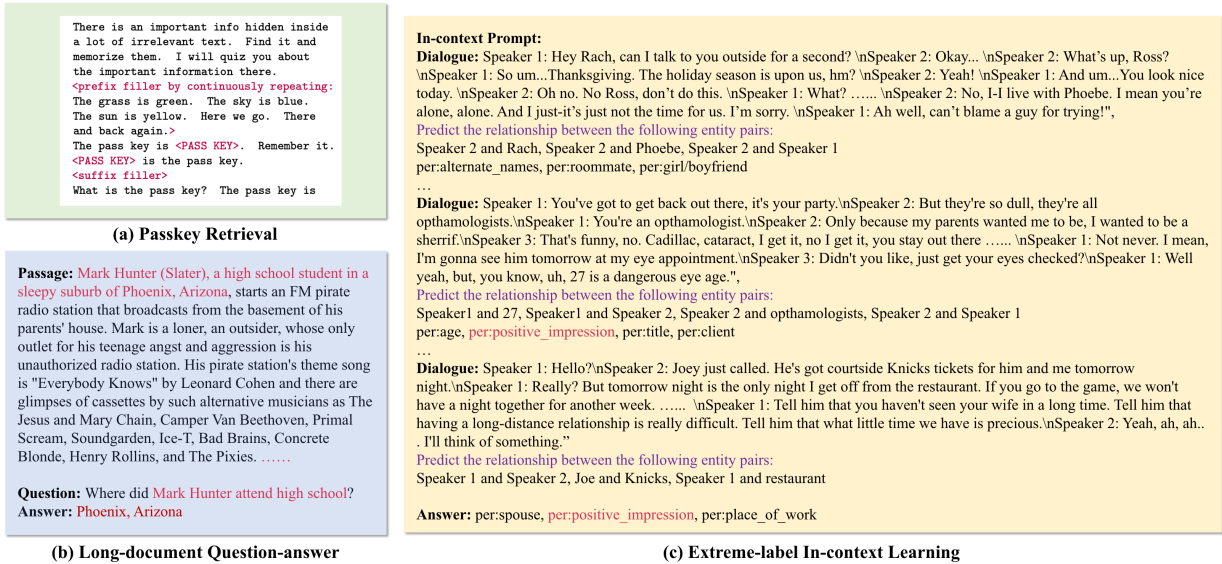 There is an important info hidden inside
a lot of irrelevant text. Find it and
memorize them. I will quiz you about
the important information there.
<prefix filler by continuously repeating:
The grass is green. The sky is blue.
The sun is yellow. Here we go. There
and back again.>
The pass key is <PASS KEY>. Remember it.
<PASS KEY> is the pass key.
<suffix filler>
What is the pass key? The pass key is
(a) Passkey Retrieval
Passage: Mark Hunter (Slater), a high school student in a
sleepy suburb of Phoenix, Arizona, starts an FM pirate
radio station that broadcasts from the basement of his
parents' house. Mark is a loner, an outsider, whose only
outlet for his teenage angst and aggression is his
unauthorized radio station. His pirate station's theme song
is "Everybody Knows" by Leonard Cohen and there are
glimpses of cassettes by such alternative musicians as The
Jesus and Mary Chain, Camper Van Beethoven, Primal
Scream, Soundgarden, Ice-T, Bad Brains, Concrete
Blonde, Henry Rollins, and The Pixies. ……
Question: Where did Mark Hunter attend high school?
Answer: Phoenix, Arizona
(b) Long-document Question-answer
In-context Prompt:
Dialogue: Speaker 1: Hey Rach, can I talk to you outside for a second? \nSpeaker 2: Okay... \nSpeaker 2: What's up, Ross?
\nSpeaker 1: So um...Thanksgiving. The holiday season is upon us, hm? \nSpeaker 2: Yeah! \nSpeaker 1: And um...You look nice
today. \nSpeaker 2: Oh no. No Ross, don't do this. \nSpeaker 1: What? …... \nSpeaker 2: No, I-I live with Phoebe. I mean you're
alone, alone. And I just-it's just not the time for us. I'm sorry. \nSpeaker 1: Ah well, can't blame a guy for trying!",
Predict the relationship between the following entity pairs:
Speaker 2 and Rach, Speaker 2 and Phoebe, Speaker 2 and Speaker 1
per:alternate_names, per:roommate, per:girl/boyfriend
…
Dialogue: Speaker 1: You've got to get back out there, it's your party.\nSpeaker 2: But they're so dull, they're all
opthamologists.\nSpeaker 1: You're an opthamologist.\nSpeaker 2: Only because my parents wanted me to be, I wanted to be a
sherrif.\nSpeaker 3: That's funny, no. Cadillac, cataract, I get it, no I get it, you stay out there …... \nSpeaker 1: Not never. I mean,
I'm gonna see him tomorrow at my eye appointment.\nSpeaker 3: Didn't you like, just get your eyes checked?\nSpeaker 1: Well
yeah, but, you know, uh, 27 is a dangerous eye age.",
Predict the relationship between the following entity pairs:
Speaker1 and 27, Speaker1 and Speaker 2, Speaker 2 and opthamologists, Speaker 2 and Speaker 1
per:age, per:positive_impression, per:title, per:client
…
Dialogue: Speaker 1: Hello?\nSpeaker 2: Joey just called. He's got courtside Knicks tickets for him and me tomorrow
night.\nSpeaker 1: Really? But tomorrow night is the only night I get off from the restaurant. If you go to the game, we won't
have a night together for another week. …... \nSpeaker 1: Tell him that you haven't seen your wife in a long time. Tell him that
having a long-distance relationship is really difficult. Tell him that what little time we have is precious.\nSpeaker 2: Yeah, ah, ah..
. I'll think of something."
Predict the relationship between the following entity pairs:
Speaker 1 and Speaker 2, Joe and Knicks, Speaker 1 and restaurant
Answer: per:spouse, per:positive_impression, per:place_of_work
(c) Extreme-label In-context Learning